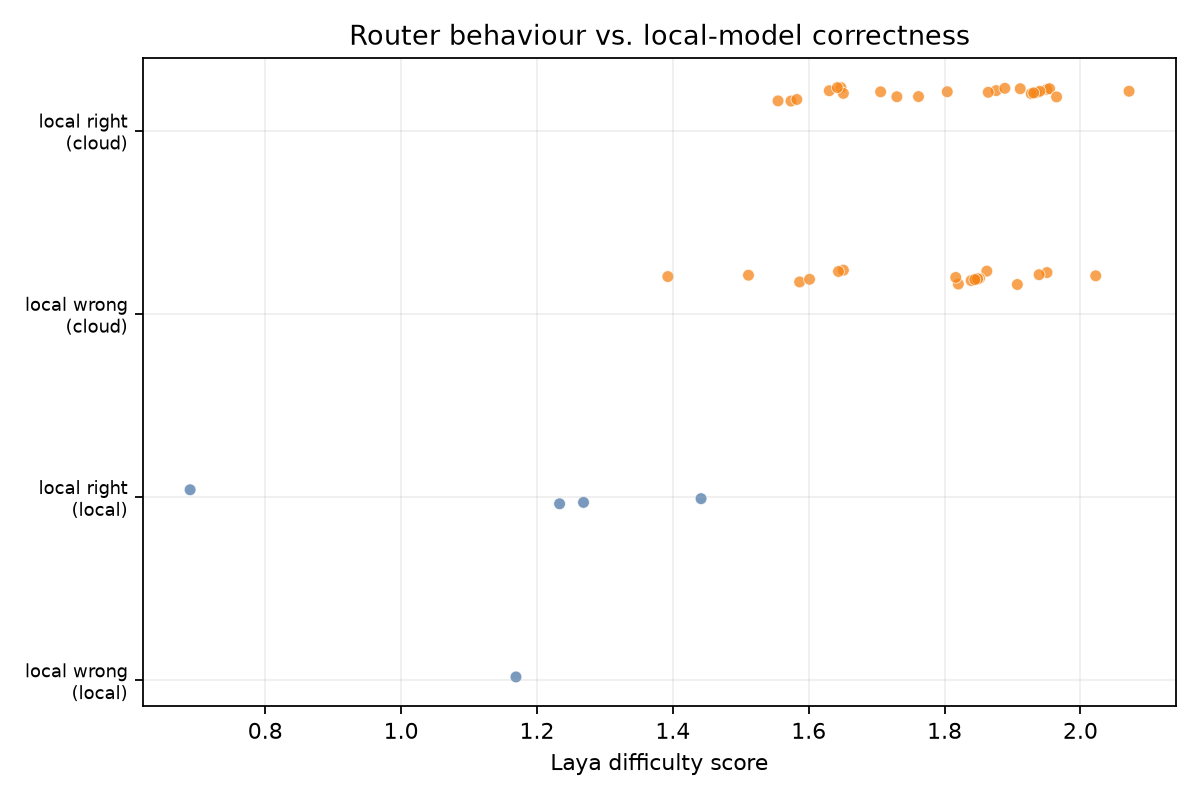 Router behaviour vs. local-model correctness
local right
(cloud)
local wrong
(cloud)
local right
(local)
local wrong
(local)
0.8 1.0 1.2 1.4 1.6 1.8 2.0
Laya difficulty score